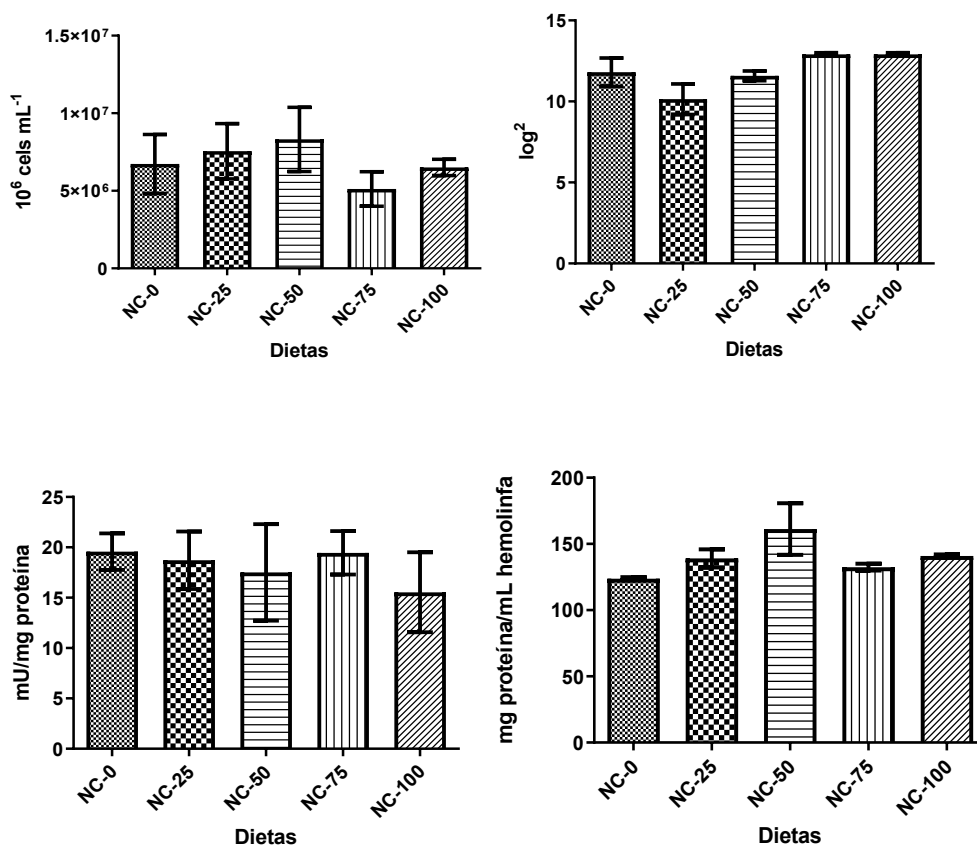 10⁶ cels mL⁻¹
1.5×10⁷
1×10⁷
5×10⁶
0
NC-0
NC-25
NC-50
NC-75
NC-100
Dietas
log²
15
10
5
0
NC-0
NC-25
NC-50
NC-75
NC-100
Dietas
mU/mg proteína
25
20
15
10
5
0
NC-0
NC-25
NC-50
NC-75
NC-100
Dietas
mg proteína/mL hemolinfa
200
150
100
50
0
NC-0
NC-25
NC-50
NC-75
NC-100
Dietas